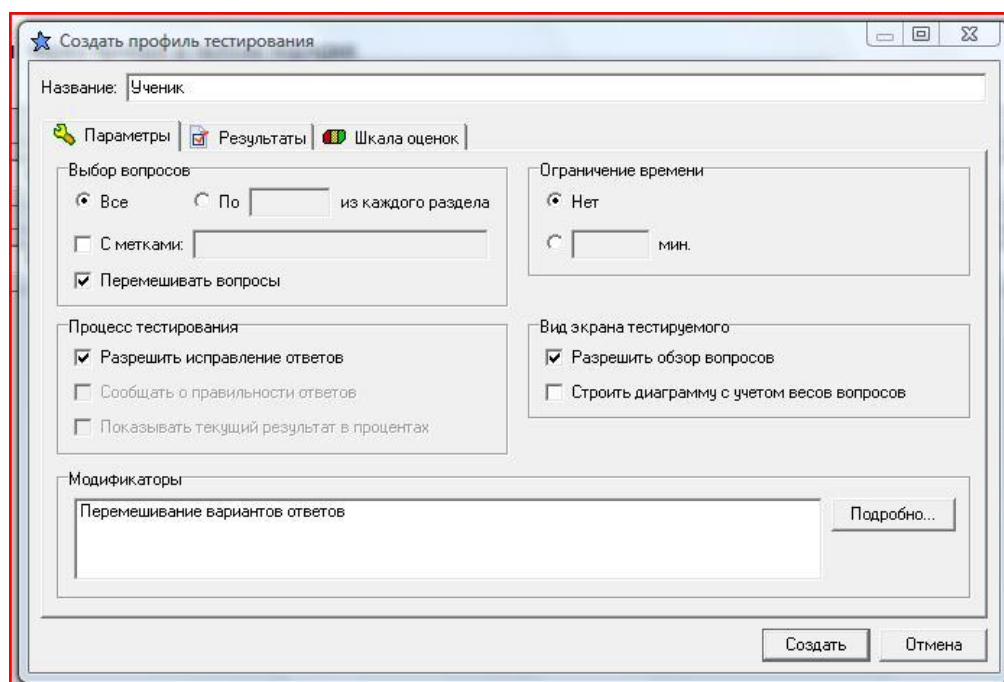 Создать профиль тестирования
Название: Ученик
Параметры Результаты Шкала оценок
Выбор вопросов
Все По из каждого раздела
С метками:
Перемешивать вопросы
Ограничение времени
Нет
мин.
Процесс тестирования
Разрешить исправление ответов
Сообщать о правильности ответов
Показывать текущий результат в процентах
Вид экрана тестируемого
Разрешить обзор вопросов
Строить диаграмму с учетом весов вопросов
Модификаторы
Перемешивание вариантов ответов
Подробно...
Создать Отмена